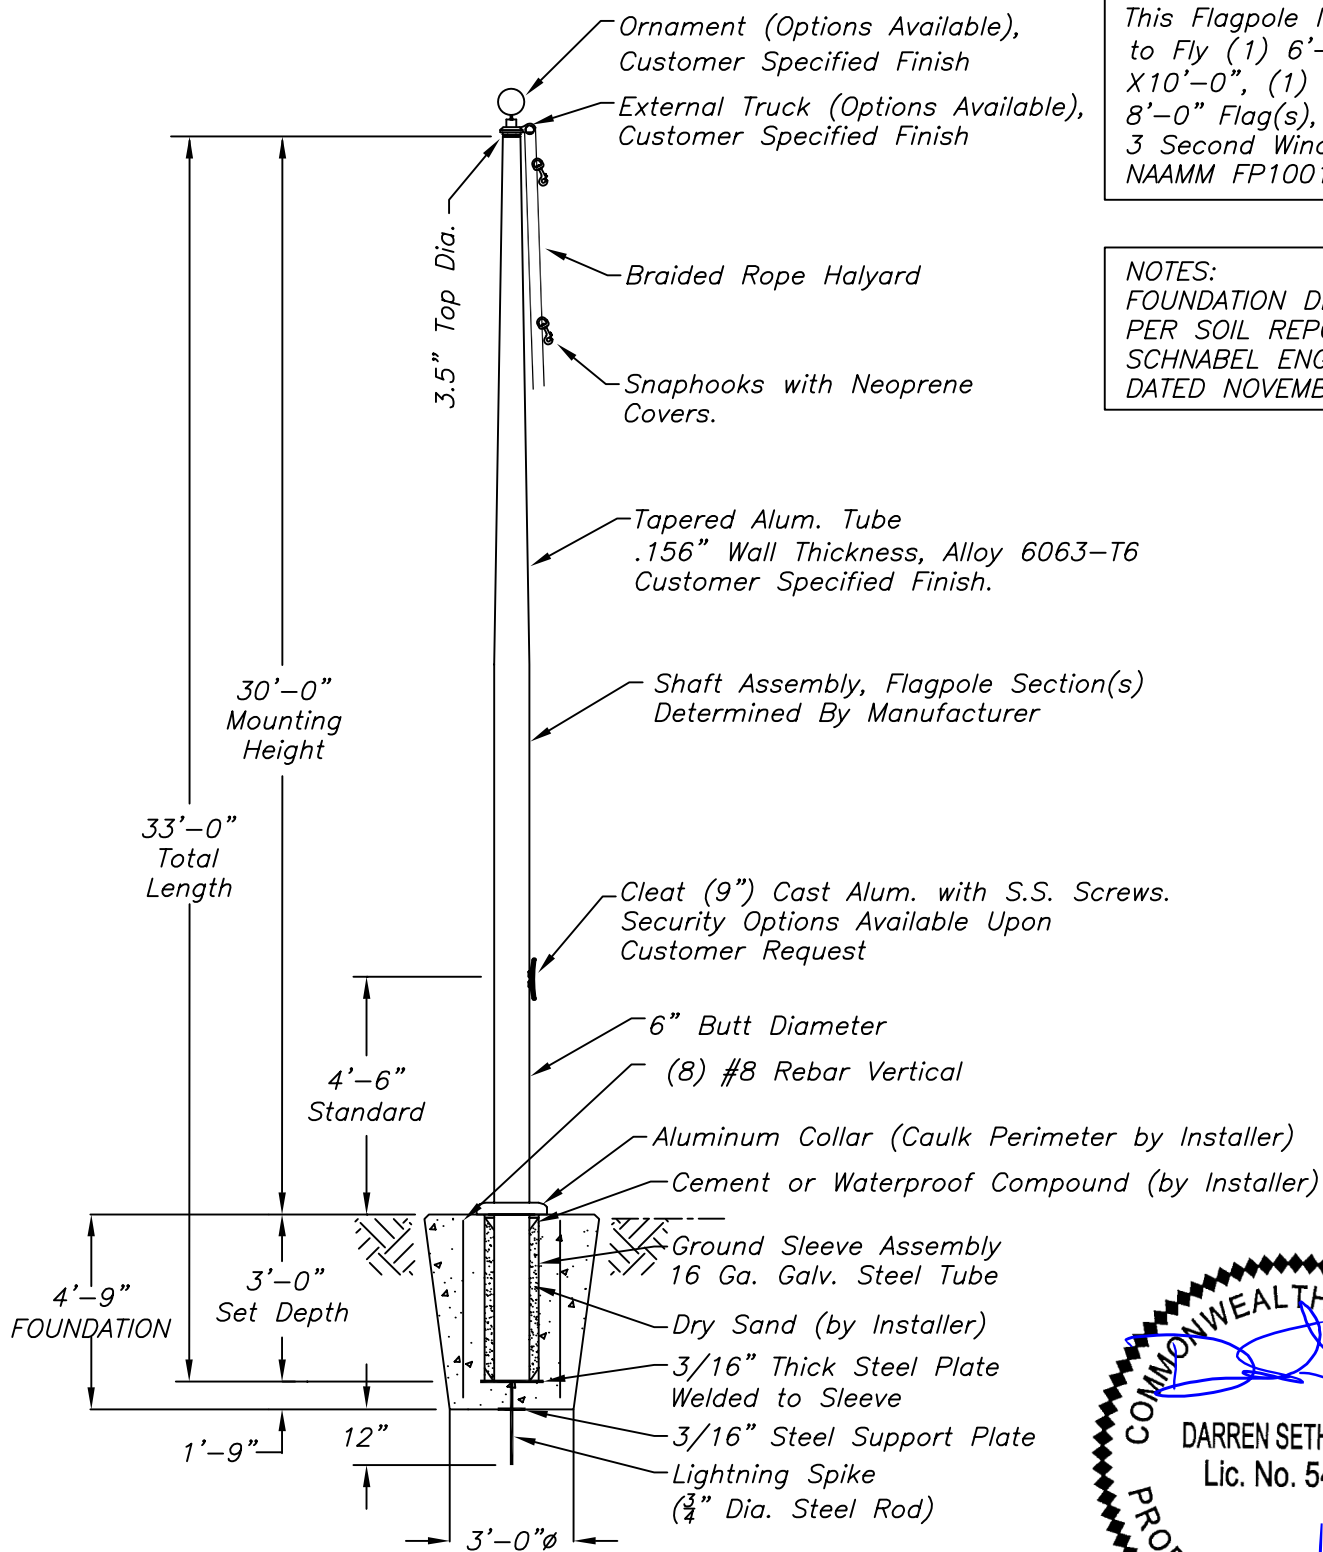 Ornament (Options Available),
Customer Specified Finish
External Truck (Options Available),
Customer Specified Finish
This Flagpole
to Fly (1) 6'-
X10'-0", (1)
8'-0" Flag(s),
3 Second
NAAMM FP1001
3.5" Top Dia.
Braided Rope Halyard
NOTES:
FOUNDATION
PER SOIL
SCHNABEL
DATED
Snaphooks with Neoprene
Covers.
Tapered Alum. Tube
.156" Wall Thickness, Alloy 6063-T6
Customer Specified Finish.
30'-0"
Mounting
Height
Shaft Assembly, Flagpole Section(s)
Determined By Manufacturer
33'-0"
Total
Length
Cleat (9") Cast Alum. with S.S. Screws.
Security Options Available Upon
Customer Request
6" Butt Diameter
(8) #8 Rebar Vertical
4'-6"
Standard
Aluminum Collar (Caulk Perimeter by Installer)
Cement or Waterproof Compound (by Installer)
Ground Sleeve Assembly
16 Ga. Galv. Steel Tube
4'-9"
FOUNDATION
3'-0"
Set Depth
Dry Sand (by Installer)
3/16" Thick Steel Plate
Welded to Sleeve
3/16" Steel Support Plate
Lightning Spike
(3/4" Dia. Steel Rod)
1'-9"
12"
3'-0"ø
COMMONWEALTH
DARREN SETH
Lic. No.